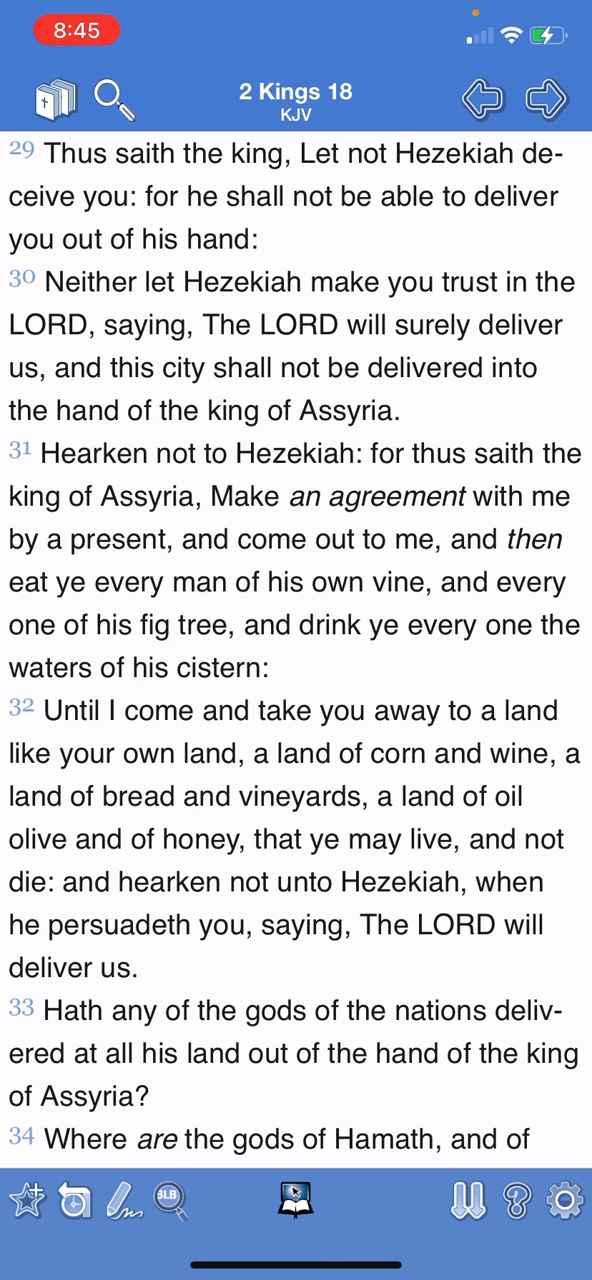 8:45
2 Kings 18
KJV
29 Thus saith the king, Let not Hezekiah de-
ceive you: for he shall not be able to deliver
you out of his hand:
30 Neither let Hezekiah make you trust in the
LORD, saying, The LORD will surely deliver
us, and this city shall not be delivered into
the hand of the king of Assyria.
31 Hearken not to Hezekiah: for thus saith the
king of Assyria, Make an agreement with me
by a present, and come out to me, and then
eat ye every man of his own vine, and every
one of his fig tree, and drink ye every one the
waters of his cistern:
32 Until I come and take you away to a land
like your own land, a land of corn and wine, a
land of bread and vineyards, a land of oil
olive and of honey, that ye may live, and not
die: and hearken not unto Hezekiah, when
he persuadeth you, saying, The LORD will
deliver us.
33 Hath any of the gods of the nations deliv-
ered at all his land out of the hand of the king
of Assyria?
34 Where are the gods of Hamath, and of
BLB